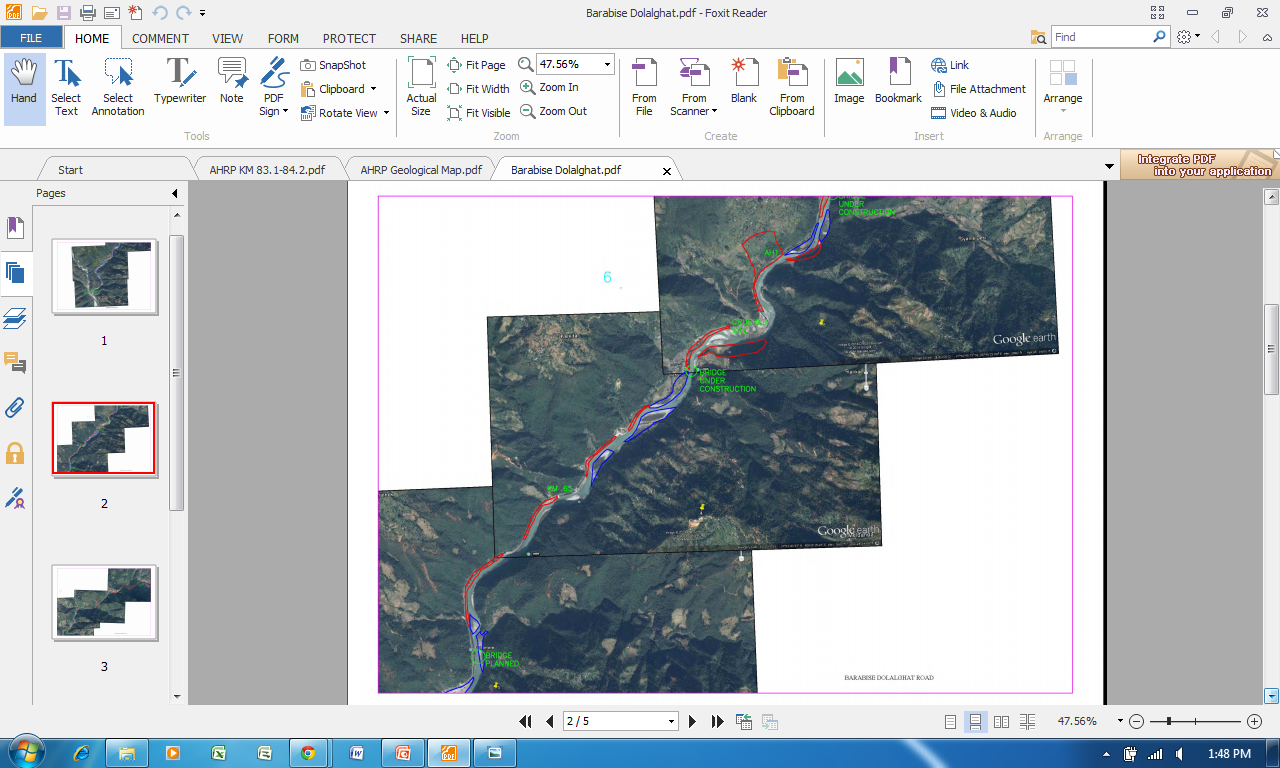 Barabise Dolalghat.pdf - Foxit Reader
FILE
HOME
COMMENT
VIEW
FORM
PROTECT
SHARE
HELP
Find
Hand
Select Text
Select Annotation
Typewriter
Note
PDF Sign
SnapShot
Clipboard
Rotate View
Tools
Actual Size
Fit Page
Fit Width
Fit Visible
47.56%
Zoom In
Zoom Out
Zoom
From File
From Scanner
Blank
From Clipboard
Create
Image
Bookmark
Link
File Attachment
Video & Audio
Insert
Arrange
Arrange
Start
AHRP KM 83.1-84.2.pdf
AHRP Geological Map.pdf
Barabise Dolalghat.pdf
Integrate PDF
into your application
Pages
1
2
3
UNDER
CONSTRUCTION
6
Google earth
BRIDGE
UNDER
CONSTRUCTION
Google earth
BRIDGE
PLANNED
BARABISE DOLALGHAT ROAD
2 / 5
47.56%
1:48 PM